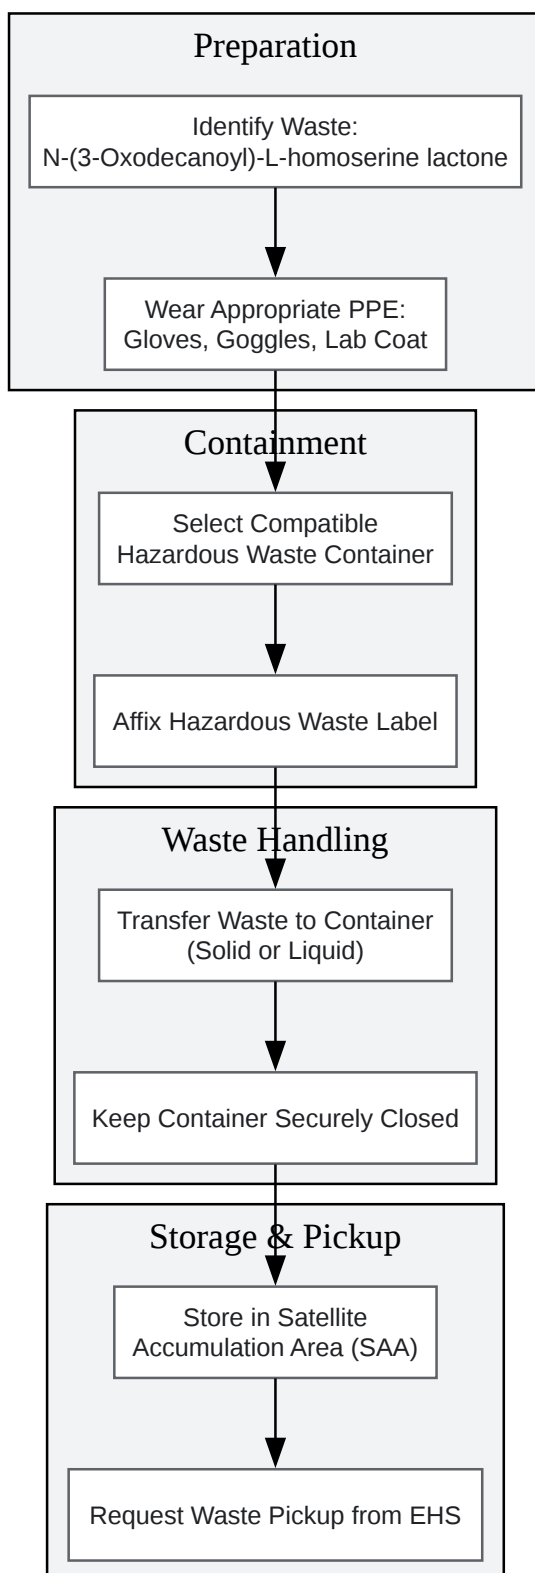 Preparation
Identify Waste:
N-(3-Oxodecanoyl)-L-homoserine lactone
Wear Appropriate PPE:
Gloves, Goggles, Lab Coat
Containment
Select Compatible
Hazardous Waste Container
Affix Hazardous Waste Label
Waste Handling
Transfer Waste to Container
(Solid or Liquid)
Keep Container Securely Closed
Storage & Pickup
Store in Satellite
Accumulation Area (SAA)
Request Waste Pickup from EHS